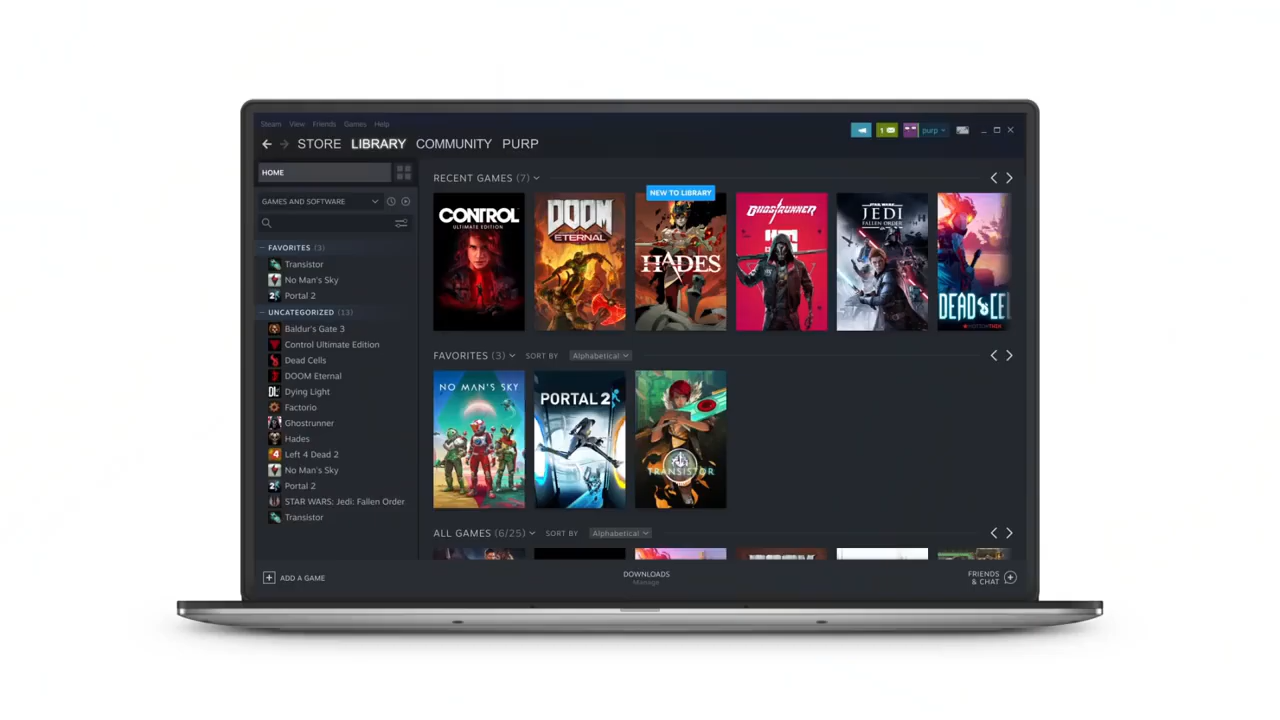 Steam View Friends Games Help
1
purp
STORE LIBRARY COMMUNITY PURP
HOME
GAMES AND SOFTWARE
FAVORITES (3)
Transistor
No Man's Sky
Portal 2
UNCATEGORIZED (13)
Baldur's Gate 3
Control Ultimate Edition
Dead Cells
DOOM Eternal
Dying Light
Factorio
Ghostrunner
Hades
Left 4 Dead 2
No Man's Sky
Portal 2
STAR WARS: Jedi: Fallen Order
Transistor
RECENT GAMES (7)
NEW TO LIBRARY
CONTROL
ULTIMATE EDITION
DOOM
ETERNAL
HADES
GHOSTRUNNER
STAR WARS
JEDI
FALLEN ORDER
DEAD CEL
FAVORITES (3) SORT BY Alphabetical
NO MAN'S SKY
PORTAL 2
TRANSISTOR
ALL GAMES (6/25) SORT BY Alphabetical
ADD A GAME
DOWNLOADS
Manage
FRIENDS
& CHAT